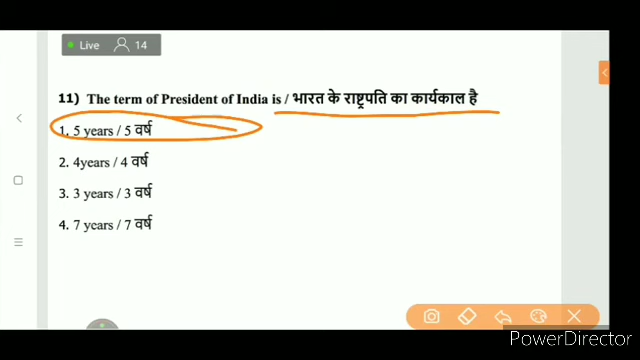 Live 14
11) The term of President of India is / भारत के राष्ट्रपति का कार्यकाल है
1. 5 years / 5 वर्ष
2. 4years / 4 वर्ष
3. 3 years / 3 वर्ष
4. 7 years / 7 वर्ष
PowerDirector